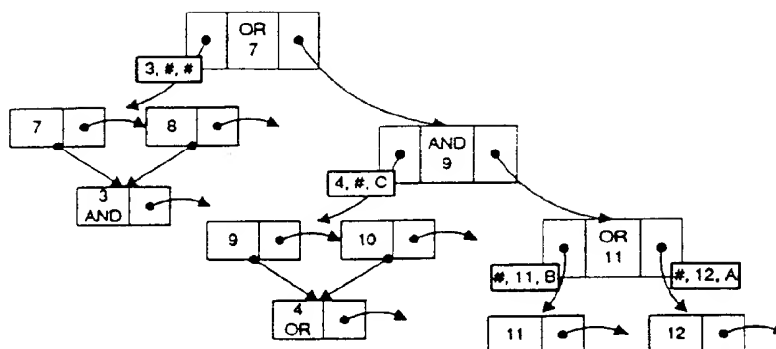 OR
7
3, #, #
7
8
3
AND
AND
9
4, #, C
9
10
4
OR
OR
11
#, 11, B
#, 12, A
11
12